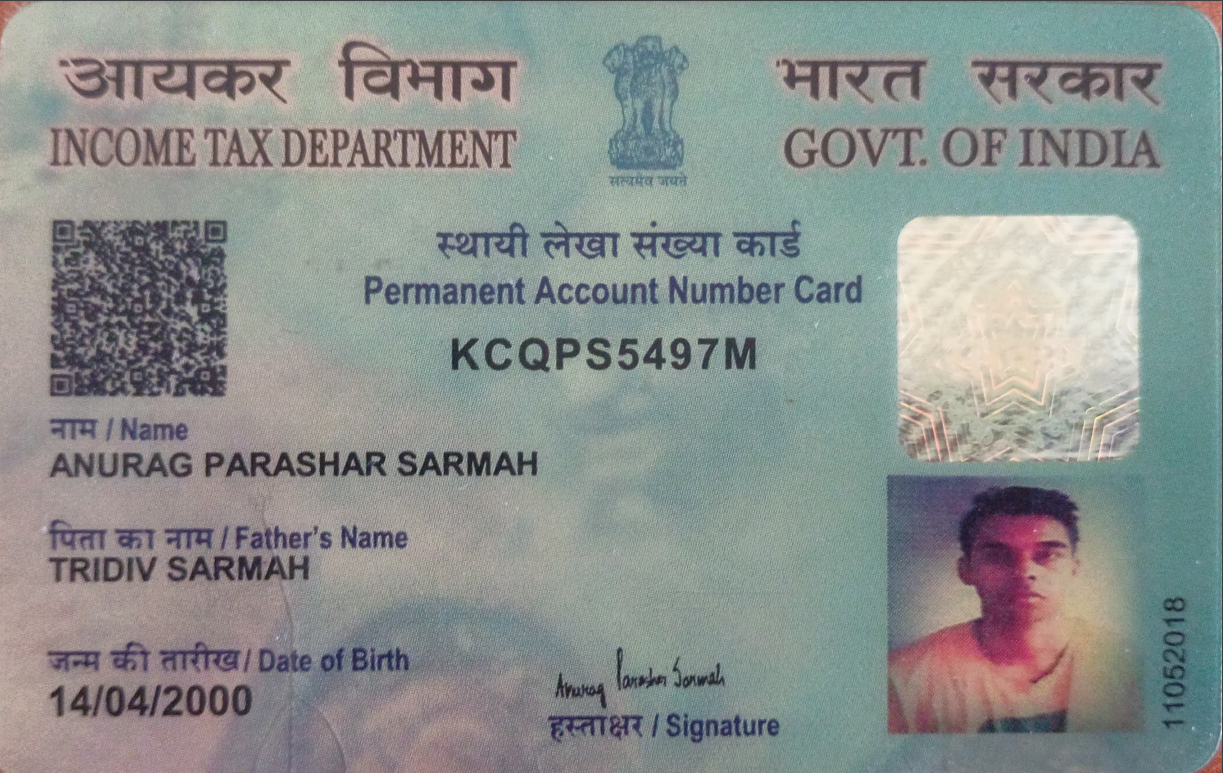 आयकर विभाग
INCOME TAX DEPARTMENT
सत्यमेव जयते
भारत सरकार
GOVT. OF INDIA
स्थायी लेखा संख्या कार्ड
Permanent Account Number Card
KCQPS5497M
नाम / Name
ANURAG PARASHAR SARMAH
पिता का नाम / Father's Name
TRIDIV SARMAH
जन्म की तारीख / Date of Birth
14/04/2000
Anurag Parashar Sarmah
हस्ताक्षर / Signature
11052018